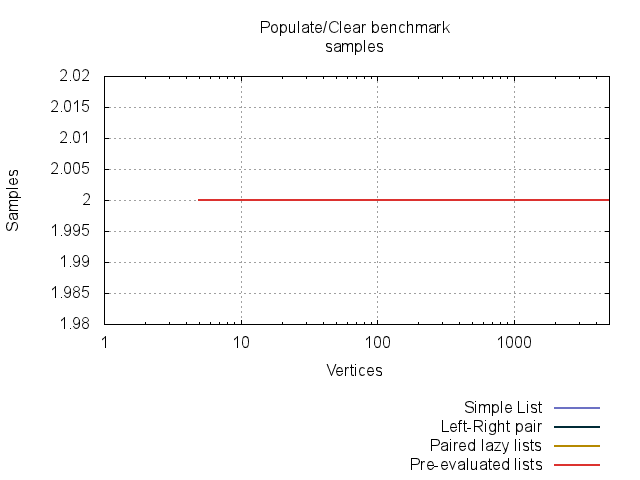 Populate/Clear benchmark
samples
2.02
2.015
2.01
2.005
2
1.995
1.99
1.985
1.98
Samples
1 10 100 1000
Vertices
Simple List
Left-Right pair
Paired lazy lists
Pre-evaluated lists